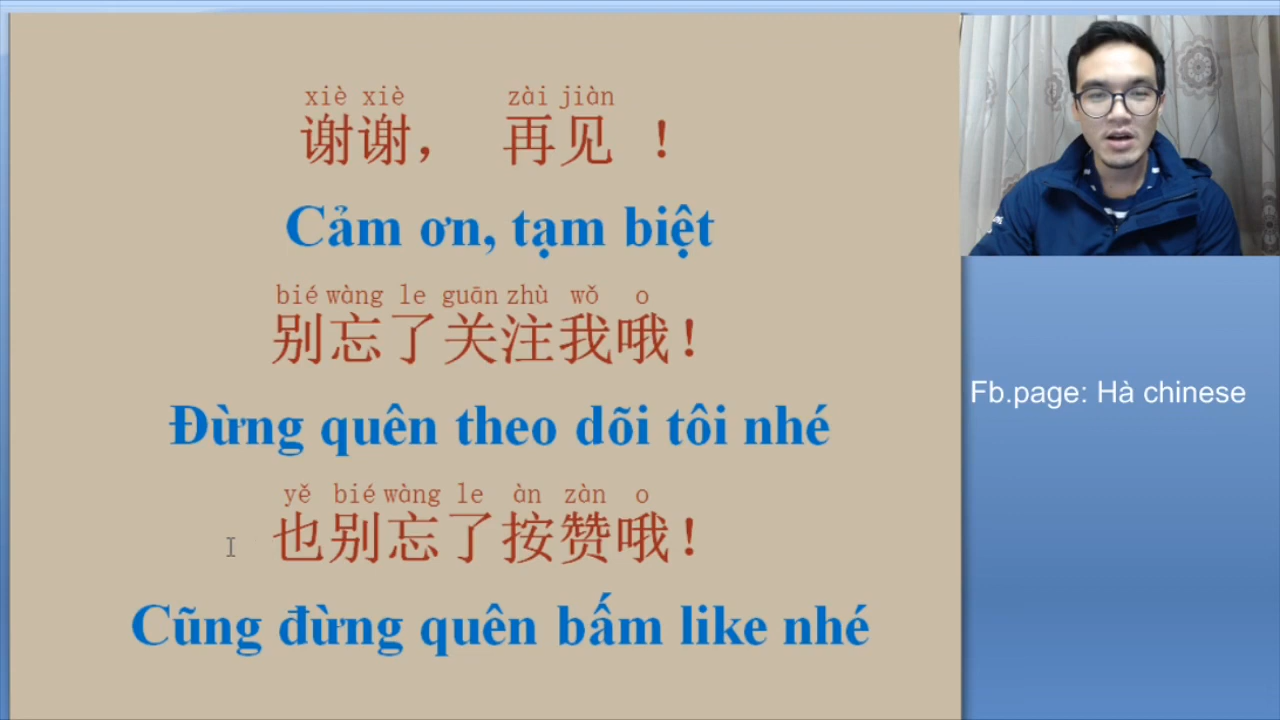 xiè xiè zài jiàn
谢谢， 再见 ！
Cảm ơn, tạm biệt
bié wàng le guān zhù wǒ o
别忘了关注我哦！
Đừng quên theo dõi tôi nhé
yě bié wàng le àn zàn o
也别忘了按赞哦！
Cũng đừng quên bấm like nhé
Fb.page: Hà chinese